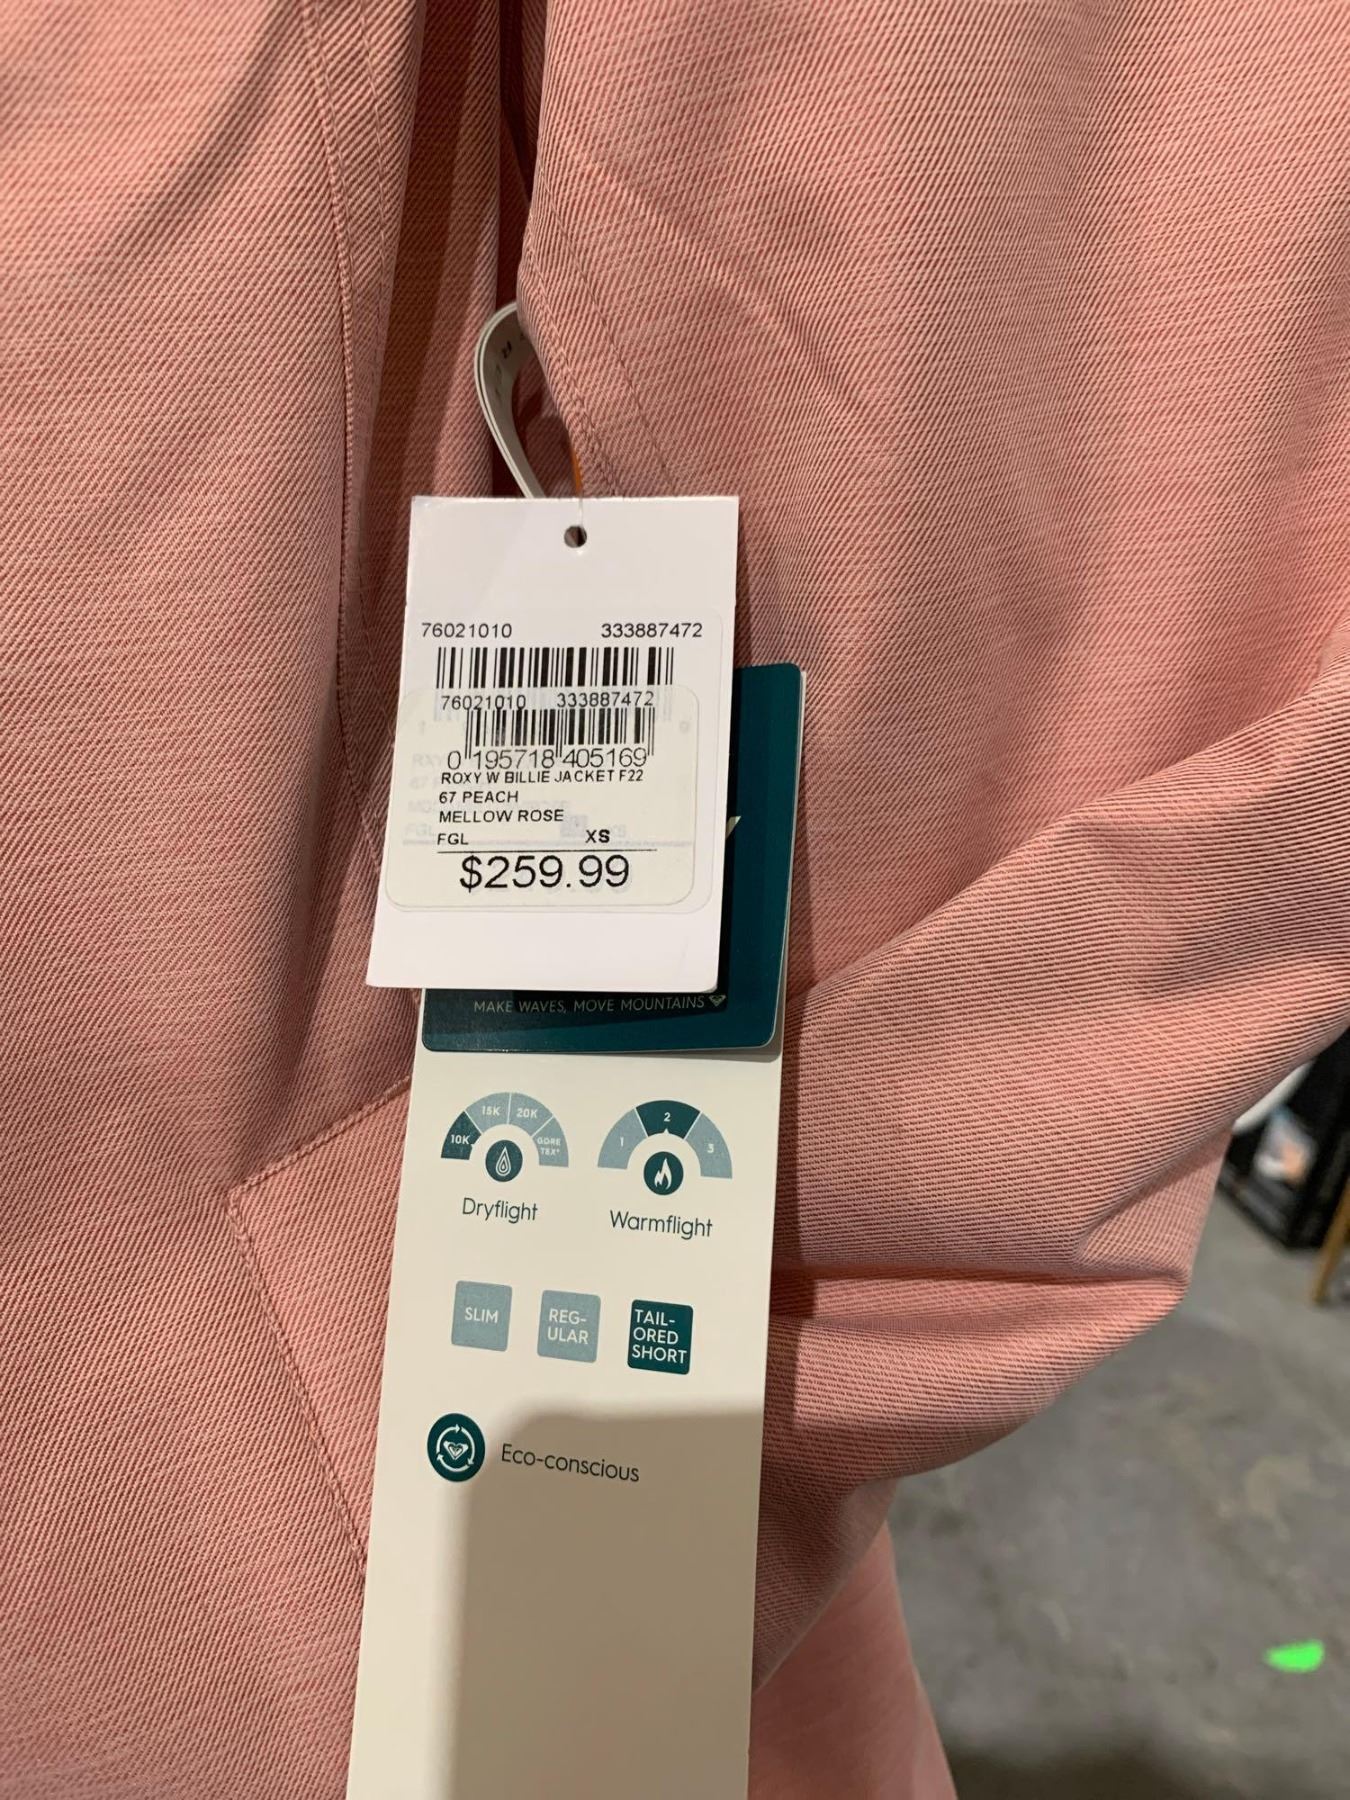 76021010 333887472
76021010 333887472
0 195718 405169
ROXY W BILLIE JACKET F22
67 PEACH
MELLOW ROSE
FGL XS
$259.99
MAKE WAVES, MOVE MOUNTAINS
10K 15K 20K GORE TEX®
1 2 3
Dryflight Warmflight
SLIM REG-ULAR TAIL-ORED SHORT
Eco-conscious